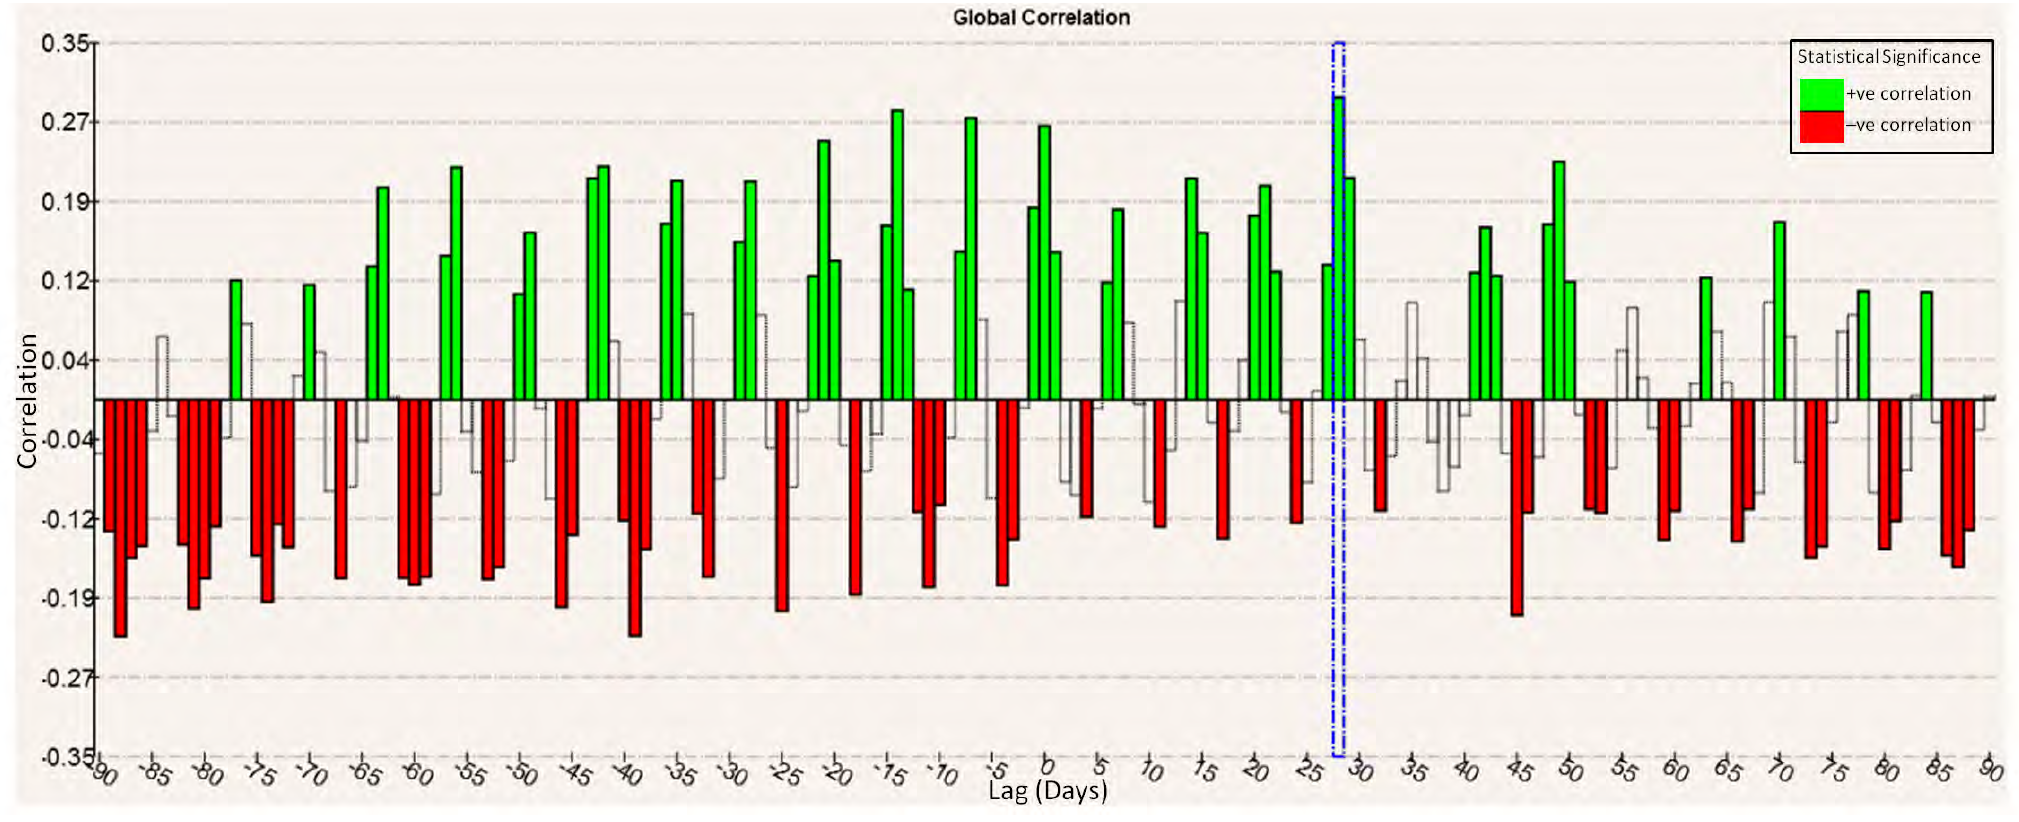 Global Correlation
0.35
0.27
0.19
0.12
0.04
-0.04
-0.12
-0.19
-0.27
-0.35
Correlation
Statistical Significance
+ve correlation
–ve correlation
-90 -85 -80 -75 -70 -65 -60 -55 -50 -45 -40 -35 -30 -25 -20 -15 -10 -5 0 5 10 15 20 25 30 35 40 45 50 55 60 65 70 75 80 85 90
Lag (Days)